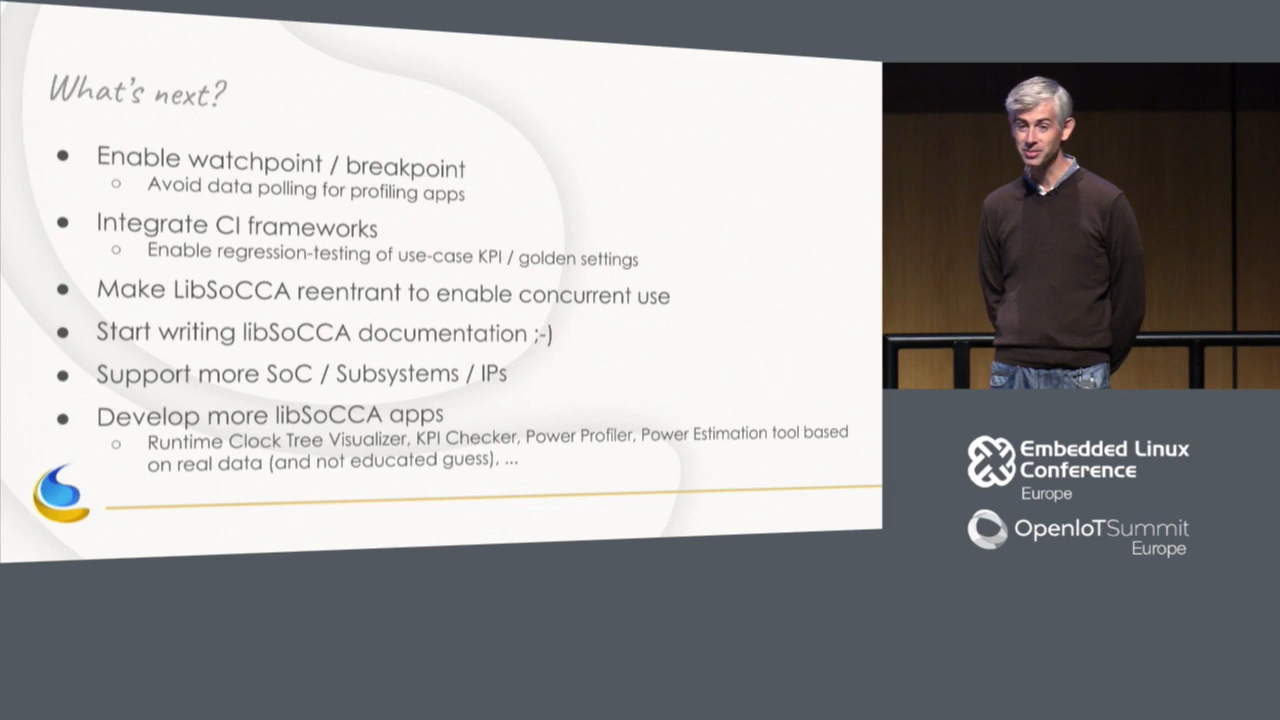 What's next?
● Enable watchpoint / breakpoint
○ Avoid data polling for profiling apps
● Integrate CI frameworks
○ Enable regression-testing of use-case KPI / golden settings
● Make LibSoCCA reentrant to enable concurrent use
● Start writing libSoCCA documentation ;-)
● Support more SoC / Subsystems / IPs
● Develop more libSoCCA apps
○ Runtime Clock Tree Visualizer, KPI Checker, Power Profiler, Power Estimation tool based
on real data (and not educated guess), ...
Embedded Linux
Conference
Europe
OpenIoTSummit
Europe